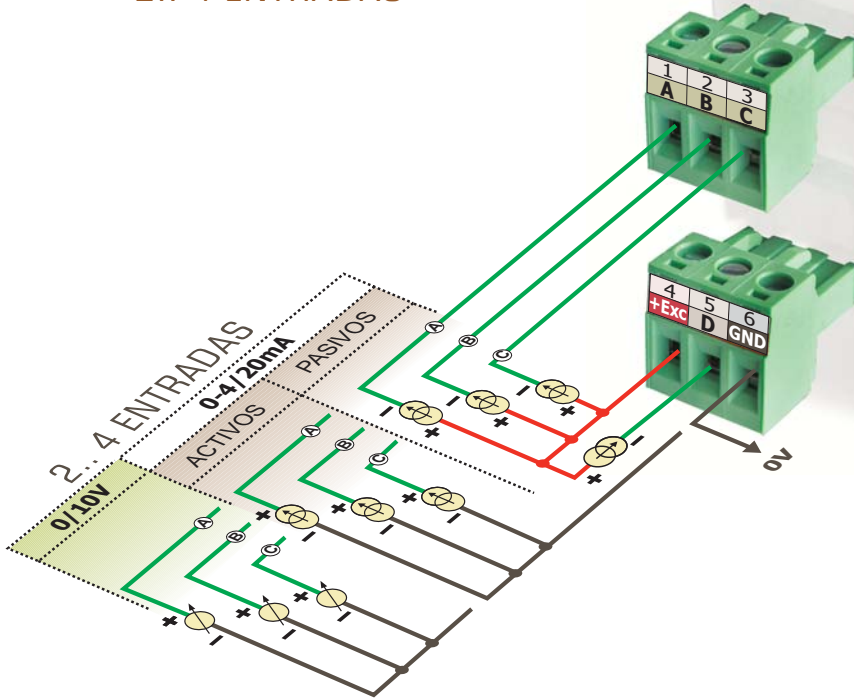 1 2 3
A B C
4 5 6
+Exc D GND
0V
2.. 4 ENTRADAS
0-4/20mA
PASIVOS
ACTIVOS
0/10V
A
B
C
- - -
+ + +
-
+
A
B
C
+ + +
- - -
A
B
C
+ + +
- - -